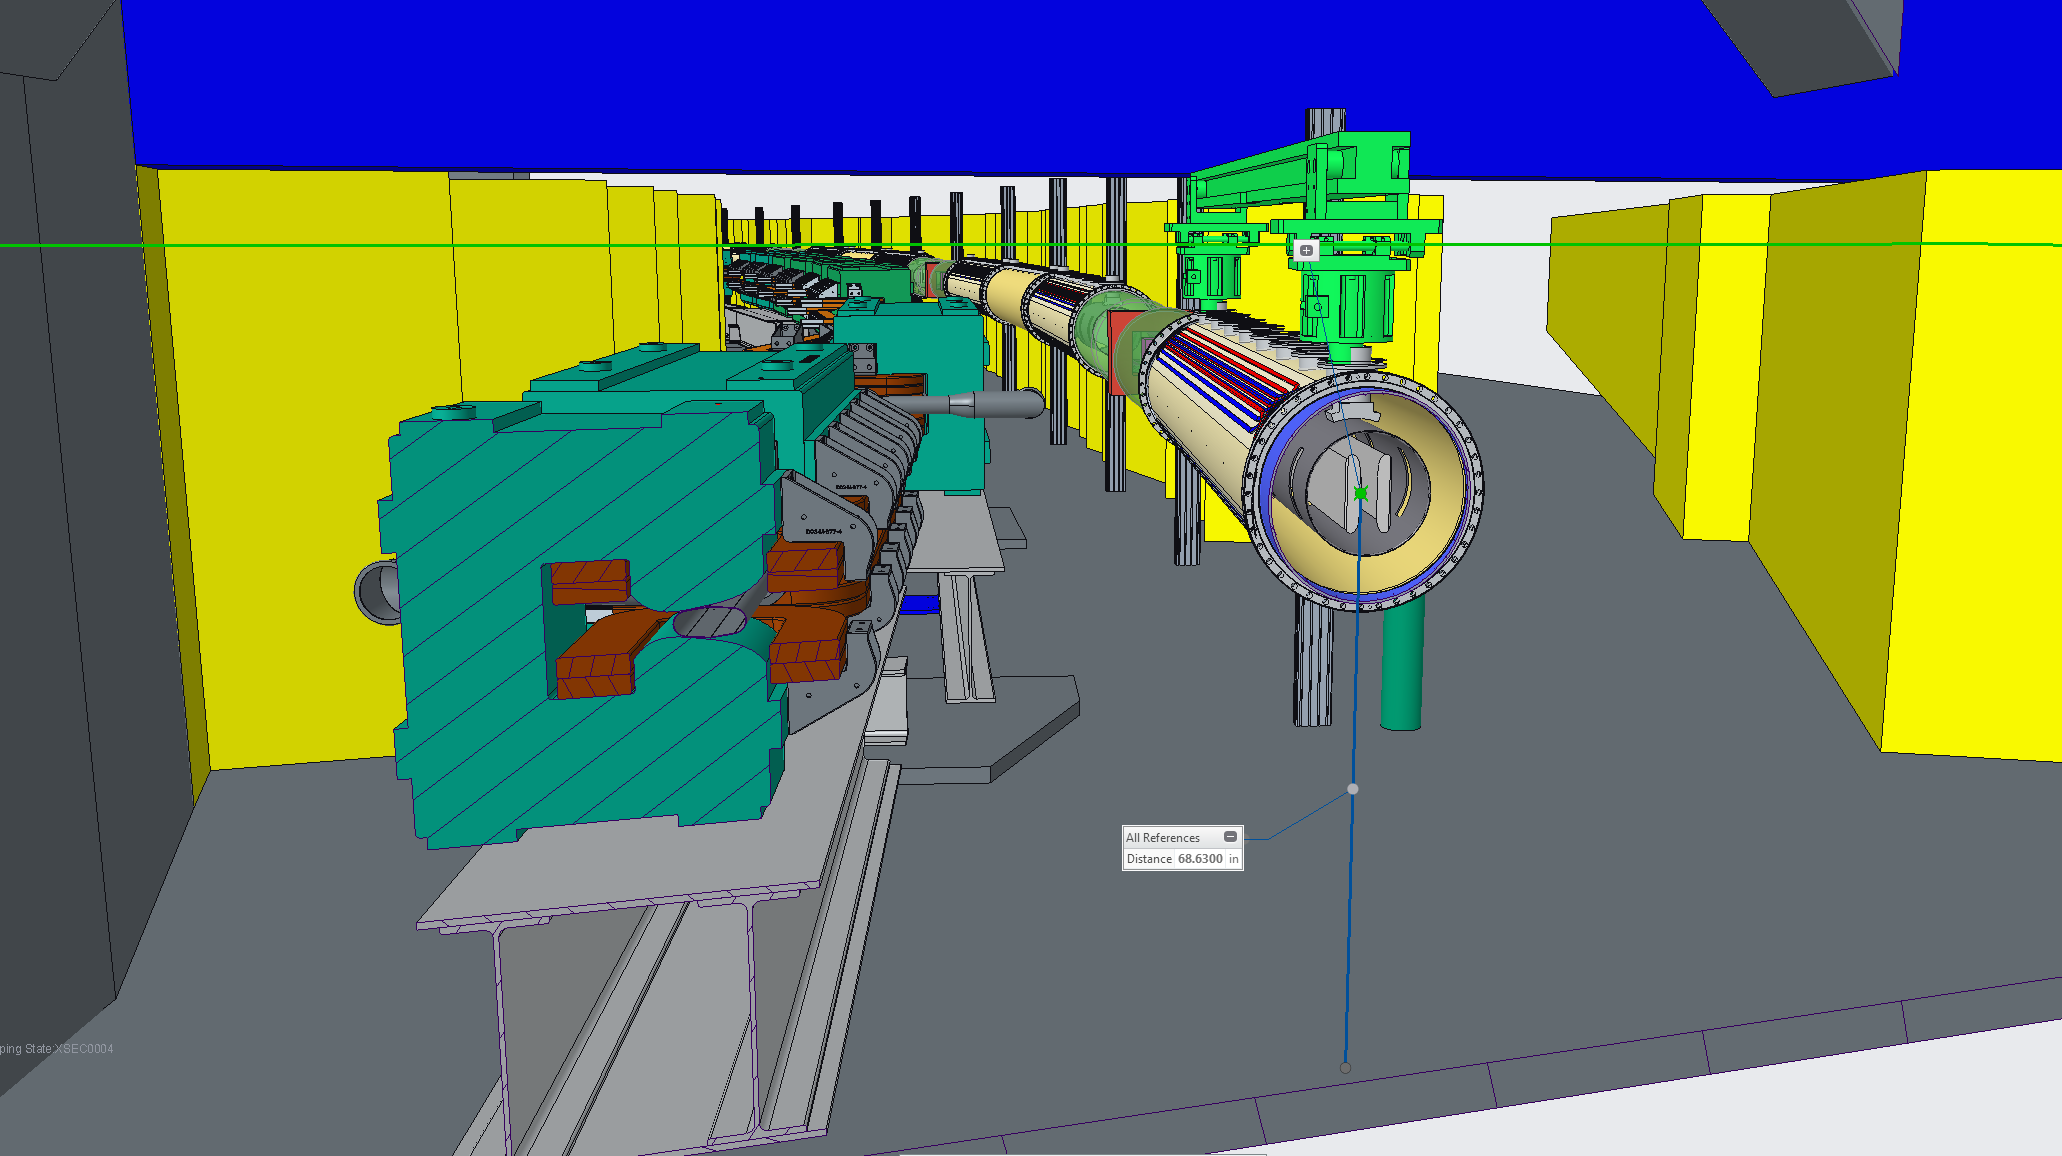 All References
Distance 68.6300 in
ping State:XSEC0004